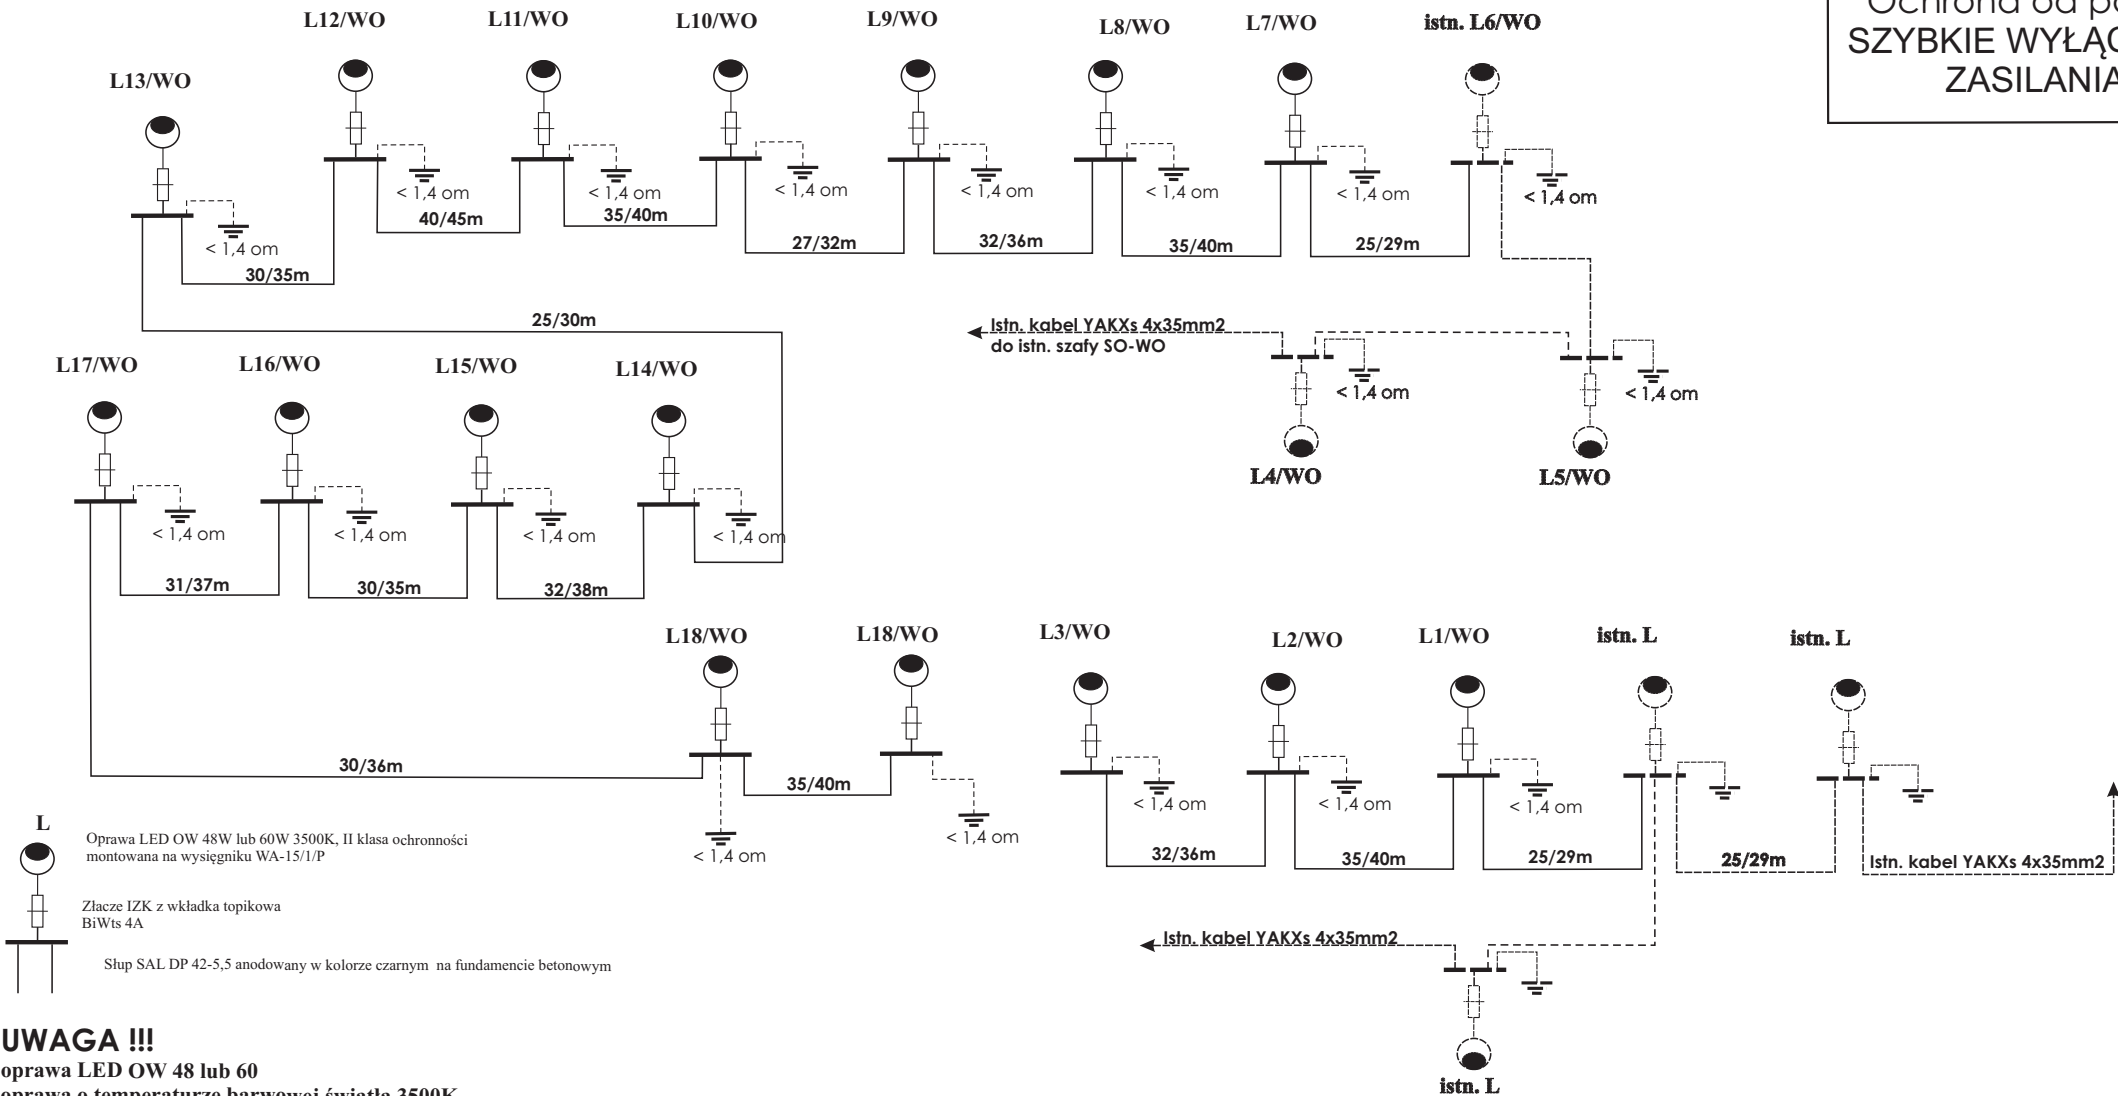 Ochrona od
SZYBKIE
ZASILANIA
L12/WO
L11/WO
L10/WO
L9/WO
L8/WO
L7/WO
istn. L6/WO
L13/WO
< 1,4 om
< 1,4 om
< 1,4 om
< 1,4 om
< 1,4 om
< 1,4 om
< 1,4 om
< 1,4 om
40/45m
35/40m
27/32m
32/36m
35/40m
25/29m
30/35m
25/30m
Istn. kabel YAKXs 4x35mm2
do istn. szafy SO-WO
< 1,4 om
< 1,4 om
L4/WO
L5/WO
L17/WO
L16/WO
L15/WO
L14/WO
< 1,4 om
< 1,4 om
< 1,4 om
< 1,4 om
31/37m
30/35m
32/38m
L18/WO
L18/WO
30/36m
35/40m
< 1,4 om
< 1,4 om
L3/WO
L2/WO
L1/WO
istn. L
istn. L
< 1,4 om
< 1,4 om
< 1,4 om
32/36m
35/40m
25/29m
25/29m
Istn. kabel YAKXs 4x35mm2
Istn. kabel YAKXs 4x35mm2
istn. L
L
Oprawa LED OW 48W lub 60W 3500K, II klasa ochronności
montowana na wysięgniku WA-15/1/P
Złacze IZK z wkładka topikowa
BiWts 4A
Słup SAL DP 42-5,5 anodowany w kolorze czarnym na fundamencie betonowym
UWAGA !!!
oprawa LED OW 48 lub 60
oprawa o temperaturze barwowej światła 3500K